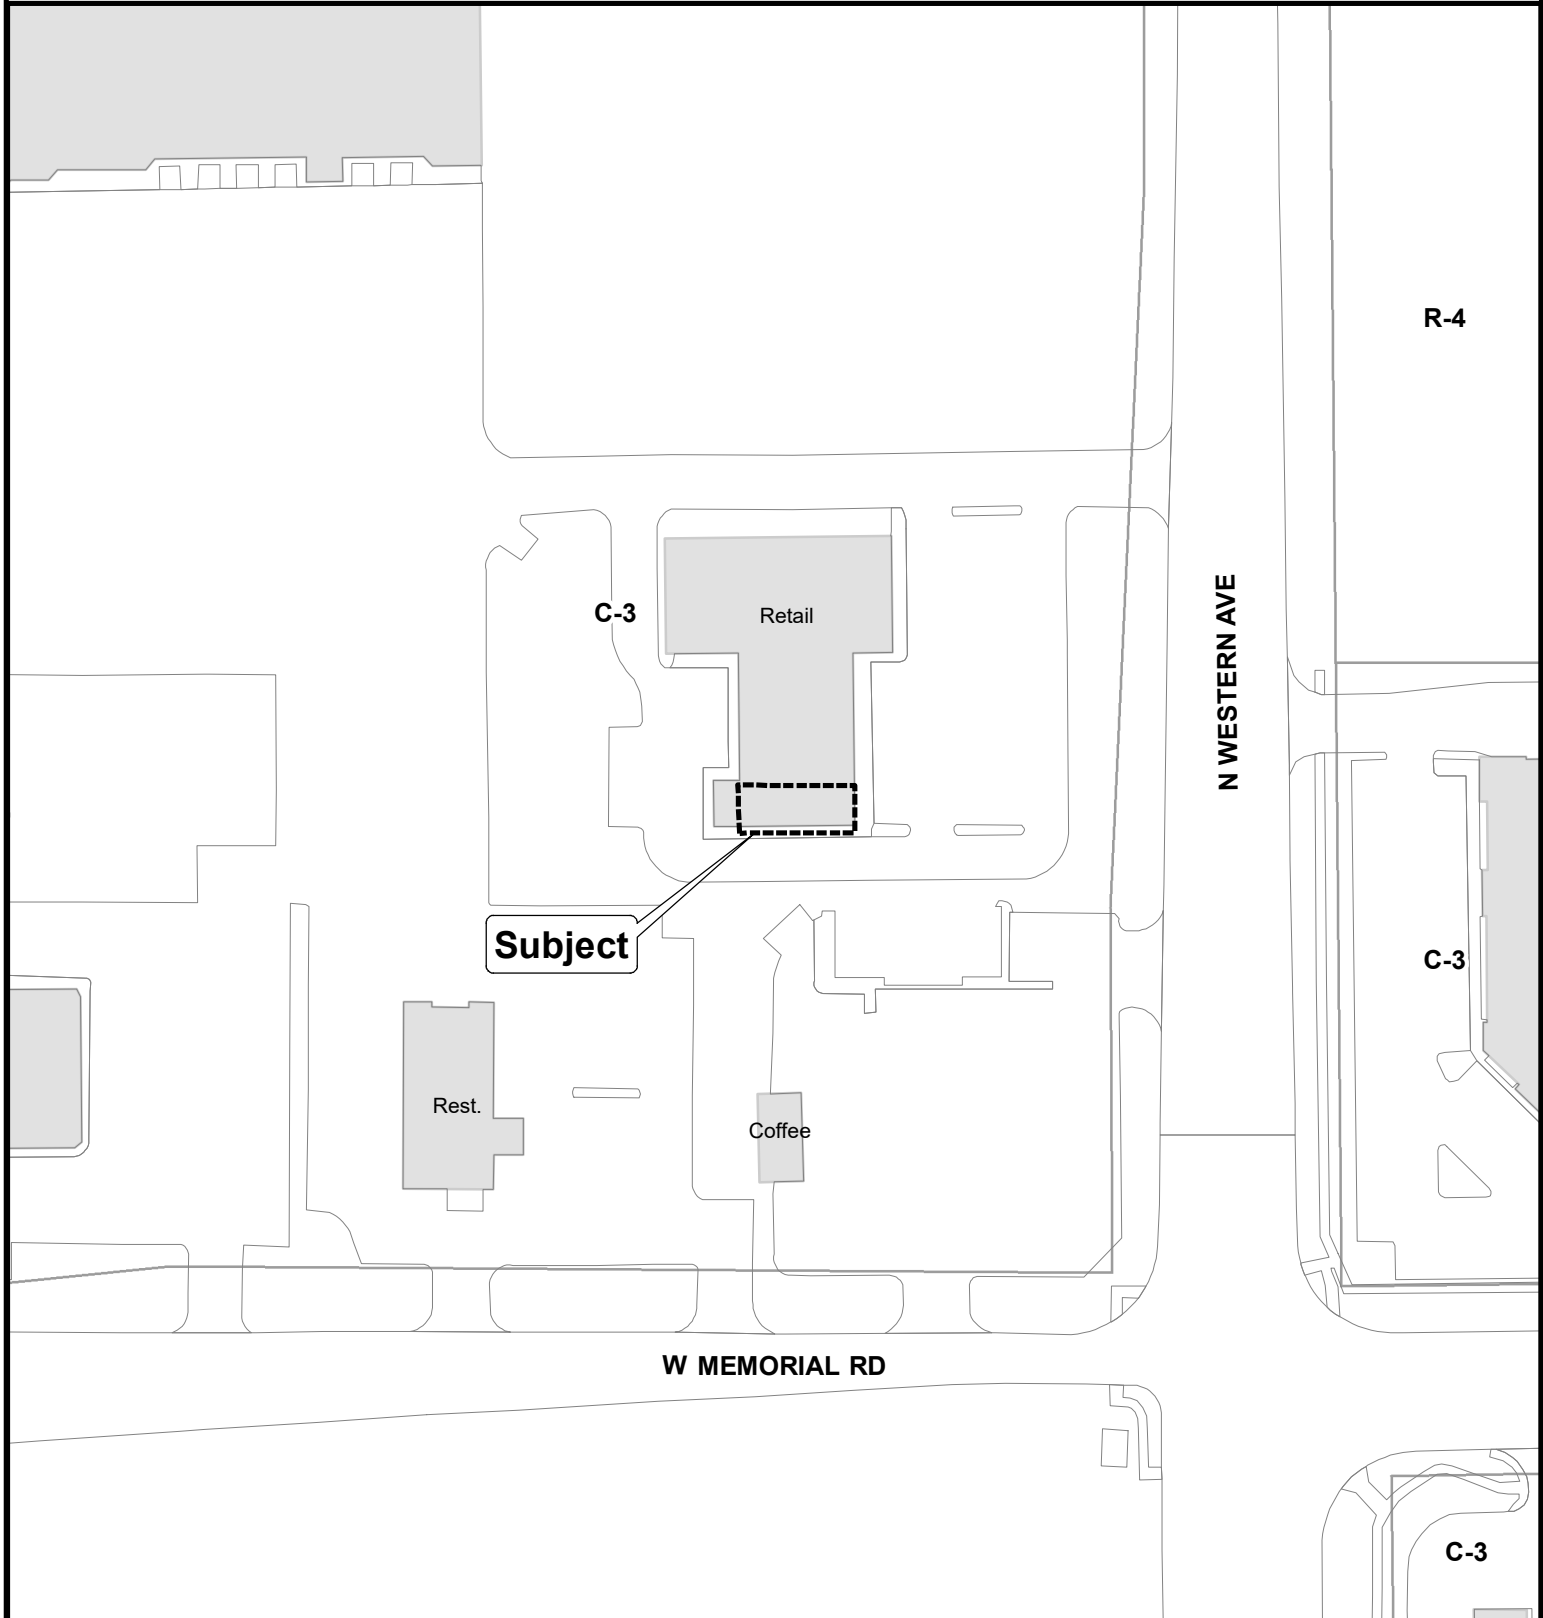 R-4
C-3
Retail
N WESTERN AVE
Subject
C-3
Rest.
Coffee
W MEMORIAL RD
C-3